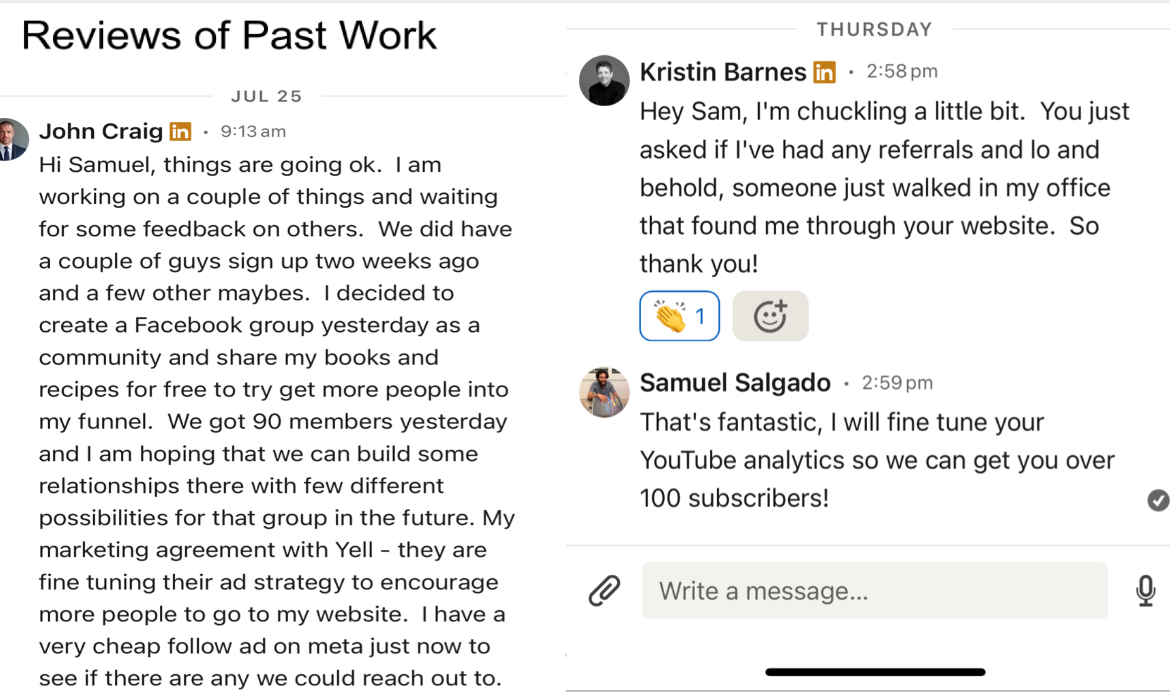 Reviews of Past Work
JUL 25
John Craig in • 9:13 am
Hi Samuel, things are going ok.  I am
working on a couple of things and waiting
for some feedback on others.  We did have
a couple of guys sign up two weeks ago
and a few other maybes.  I decided to
create a Facebook group yesterday as a
community and share my books and
recipes for free to try get more people into
my funnel.  We got 90 members yesterday
and I am hoping that we can build some
relationships there with few different
possibilities for that group in the future. My
marketing agreement with Yell - they are
fine tuning their ad strategy to encourage
more people to go to my website.  I have a
very cheap follow ad on meta just now to
see if there are any we could reach out to.
THURSDAY
Kristin Barnes in • 2:58 pm
Hey Sam, I'm chuckling a little bit.  You just
asked if I've had any referrals and lo and
behold, someone just walked in my office
that found me through your website.  So
thank you!
👏 1
Samuel Salgado • 2:59 pm
That's fantastic, I will fine tune your
YouTube analytics so we can get you over
100 subscribers!
Write a message...